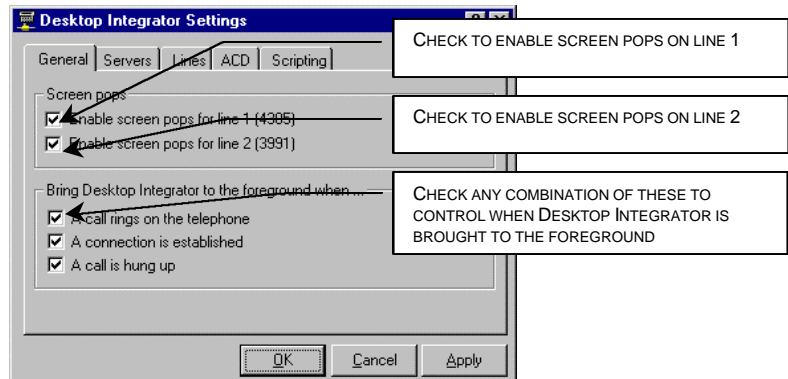 Desktop Integrator Settings
General Servers Lines ACD Scripting
Screen pops
Enable screen pops for line 1 (4305)
Enable screen pops for line 2 (3991)
Bring Desktop Integrator to the foreground when ...
A call rings on the telephone
A connection is established
A call is hung up
OK Cancel Apply
CHECK TO ENABLE SCREEN POPS ON LINE 1
CHECK TO ENABLE SCREEN POPS ON LINE 2
CHECK ANY COMBINATION OF THESE TO
CONTROL WHEN DESKTOP INTEGRATOR IS
BROUGHT TO THE FOREGROUND